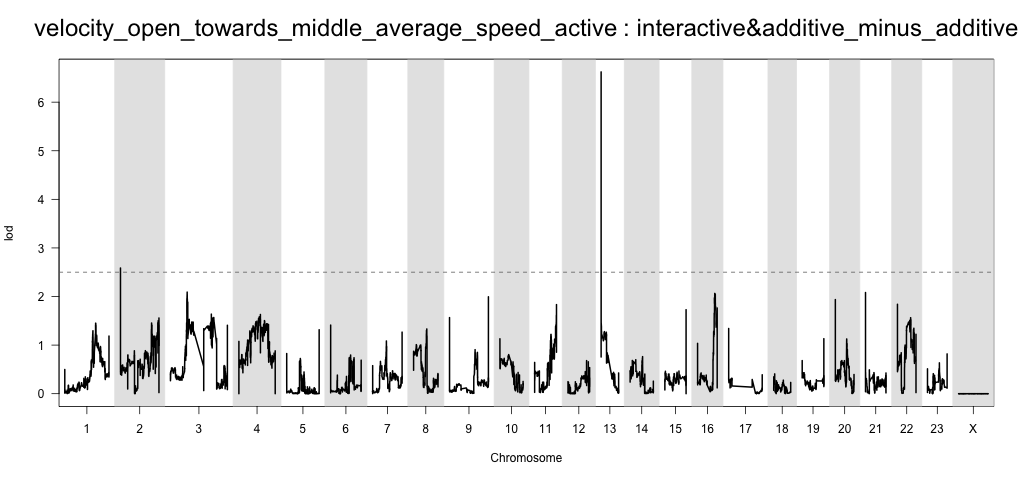 velocity_open_towards_middle_average_speed_active : interactive&additive_minus_additive
6
5
4
3
2
1
0
lod
1 2 3 4 5 6 7 8 9 10 11 12 13 14 15 16 17 18 19 20 21 22 23 X
Chromosome